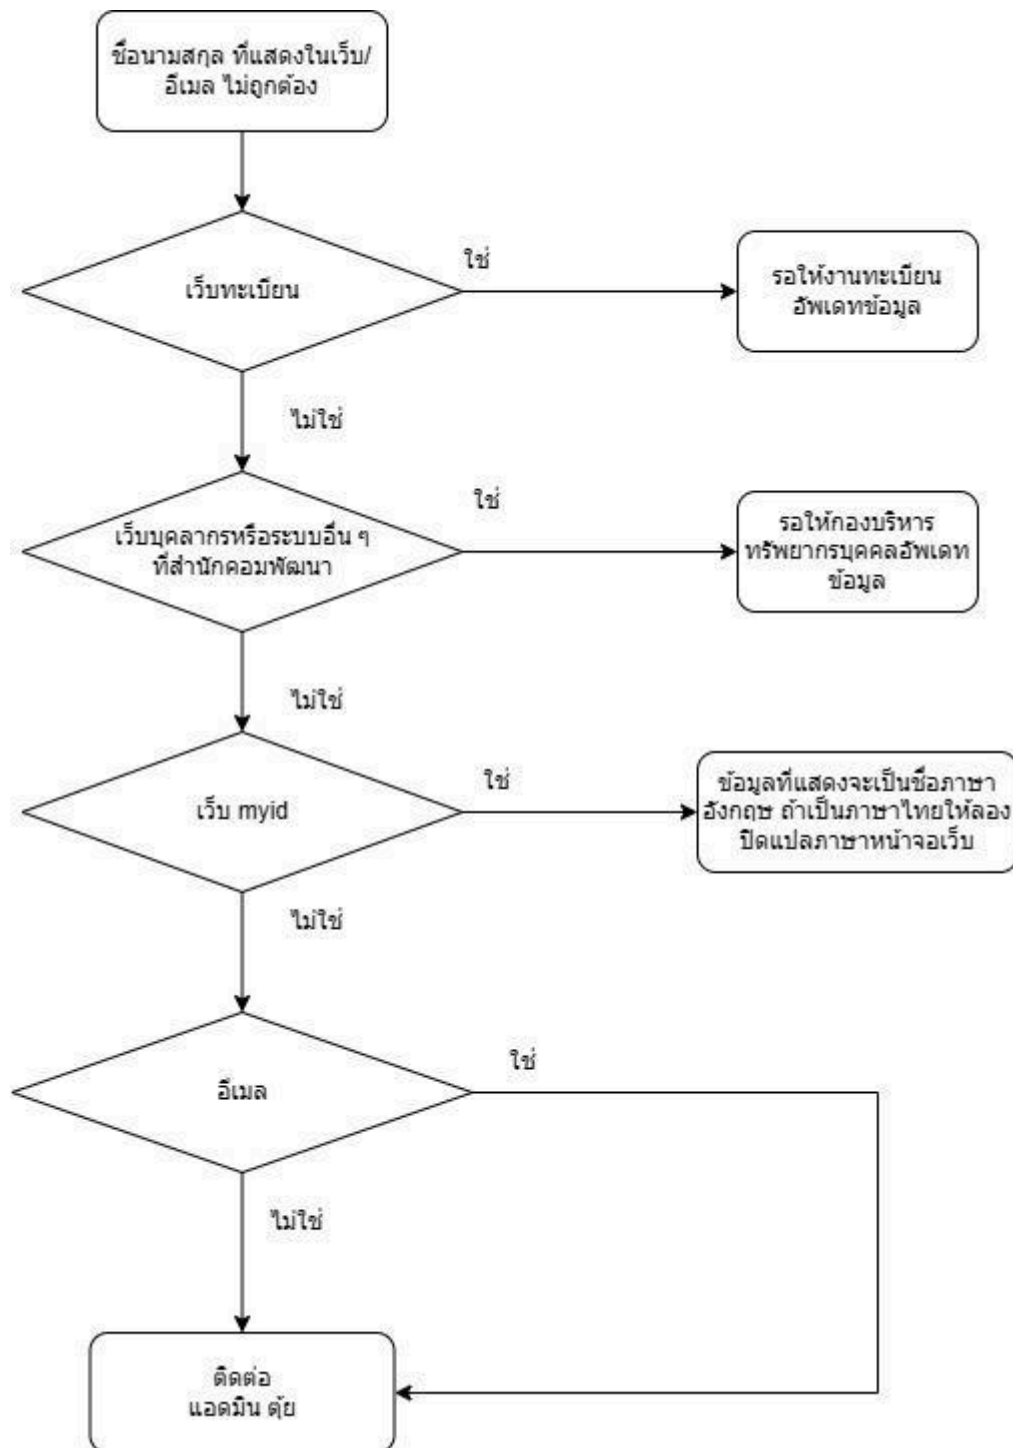 ชื่อนามสกุล ที่แสดงในเว็บ/
อีเมล ไม่ถูกต้อง
เว็บทะเบียน
ใช่
รอให้งานทะเบียน
อัพเดทข้อมูล
ไม่ใช่
เว็บบุคลากรหรือระบบอื่น ๆ
ที่สำนักคอมพัฒนา
ใช่
รอให้กองบริหาร
ทรัพยากรบุคคลอัพเดท
ข้อมูล
ไม่ใช่
เว็บ myid
ใช่
ข้อมูลที่แสดงจะเป็นชื่อภาษา
อังกฤษ ถ้าเป็นภาษาไทยให้ลอง
ปิดแปลภาษาหน้าจอเว็บ
ไม่ใช่
อีเมล
ใช่
ไม่ใช่
ติดต่อ
แอดมิน ตุ้ย